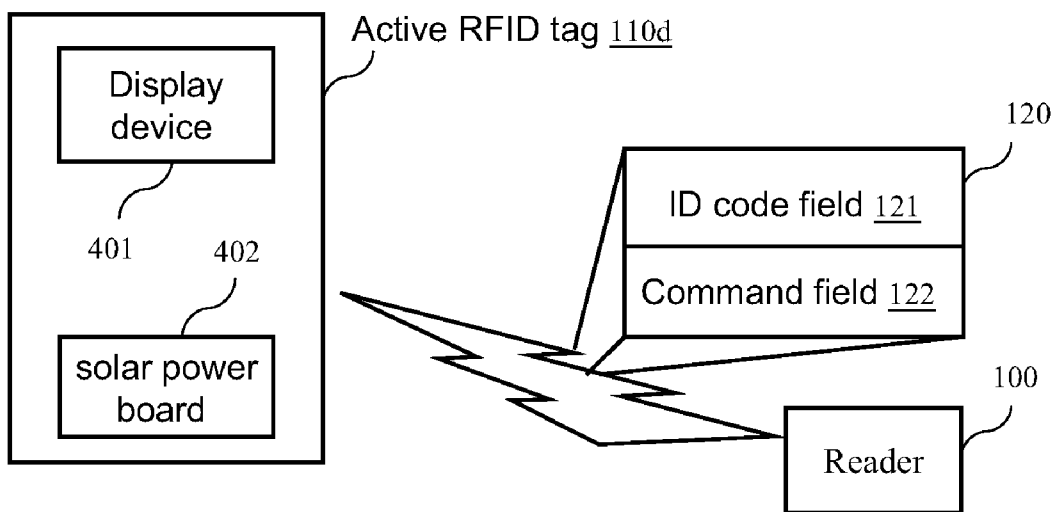 Active RFID tag 110d
Display
device
401
402
solar power
board
120
ID code field 121
Command field 122
100
Reader